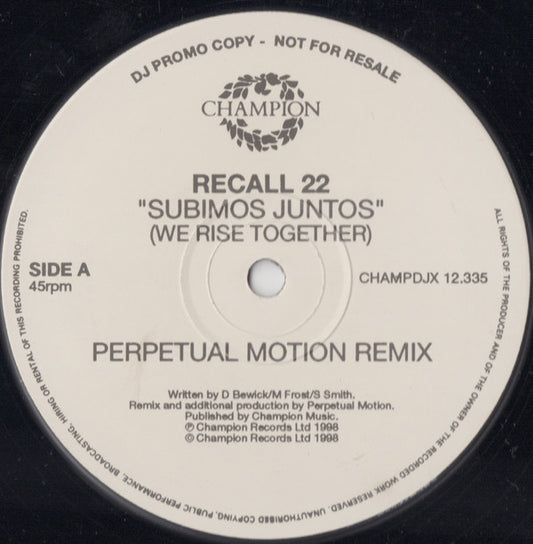 DJ PROMO COPY - NOT FOR RESALE
CHAMPION
RECALL 22
"SUBIMOS JUNTOS"
(WE RISE TOGETHER)
SIDE A
45rpm
CHAMPDJX 12.335
PERPETUAL MOTION REMIX
Written by D Bewick/M Frost/S Smith.
Remix and additional production by Perpetual Motion.
Published by Champion Music.
℗ Champion Records Ltd 1998
© Champion Records Ltd 1998
ALL RIGHTS OF THE PRODUCER AND OF THE OWNER OF THE RECORDED WORK RESERVED. UNAUTHORISED COPYING, PUBLIC PERFORMANCE, BROADCASTING, HIRING OR RENTAL OF THIS RECORDING PROHIBITED.